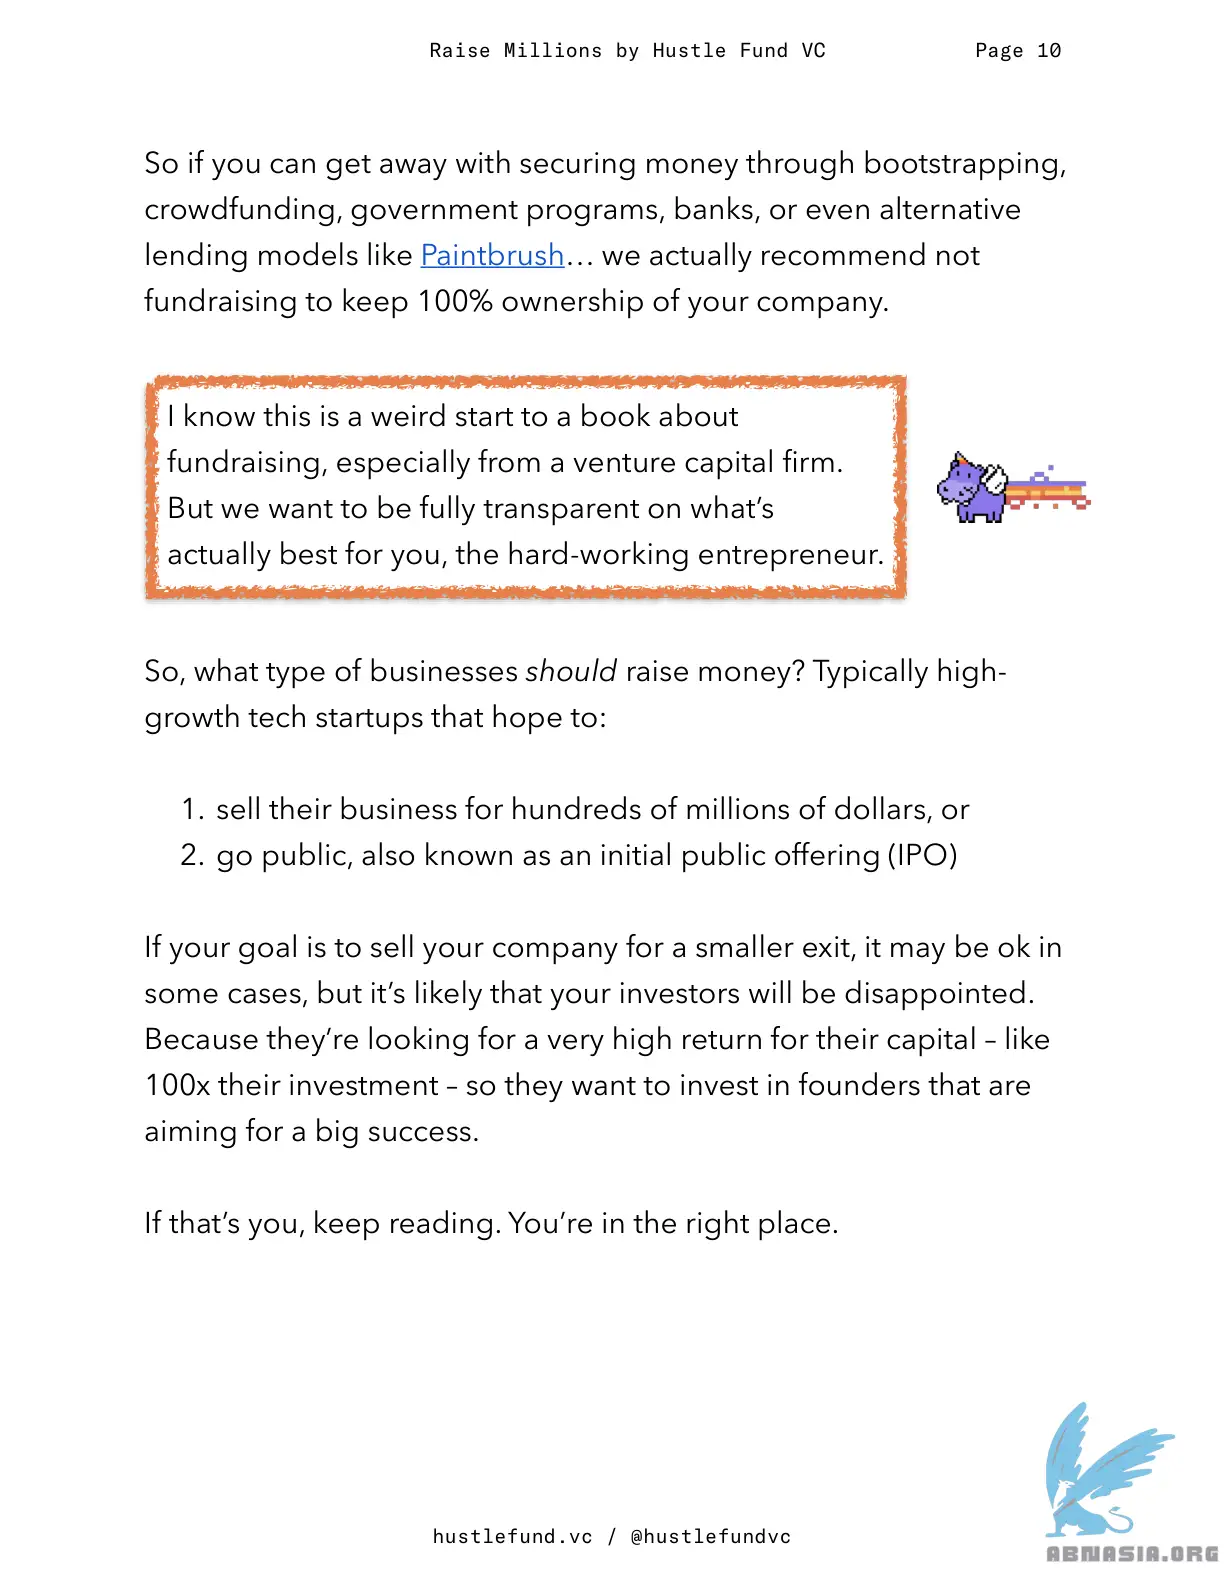 Raise Millions by Hustle Fund VC Page 10
So if you can get away with securing money through bootstrapping,
crowdfunding, government programs, banks, or even alternative
lending models like Paintbrush… we actually recommend not
fundraising to keep 100% ownership of your company.
I know this is a weird start to a book about
fundraising, especially from a venture capital firm.
But we want to be fully transparent on what’s
actually best for you, the hard-working entrepreneur.
So, what type of businesses should raise money? Typically high-
growth tech startups that hope to:
1. sell their business for hundreds of millions of dollars, or
2. go public, also known as an initial public offering (IPO)
If your goal is to sell your company for a smaller exit, it may be ok in
some cases, but it’s likely that your investors will be disappointed.
Because they’re looking for a very high return for their capital – like
100x their investment – so they want to invest in founders that are
aiming for a big success.
If that’s you, keep reading. You’re in the right place.
hustlefund.vc / @hustlefundvc
ABNASIA.ORG